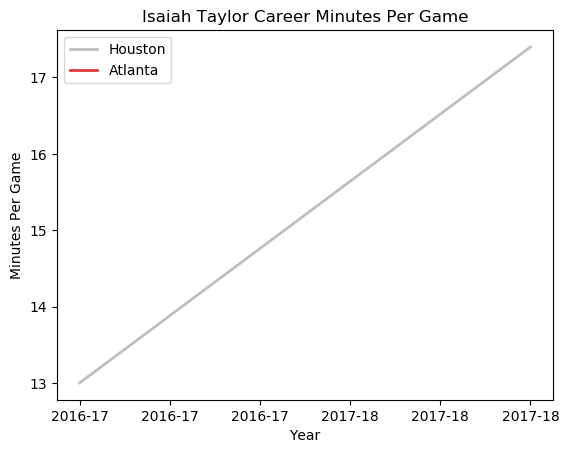 Isaiah Taylor Career Minutes Per Game
Houston
Atlanta
Minutes Per Game
17
16
15
14
13
2016-17 2016-17 2016-17 2017-18 2017-18 2017-18
Year